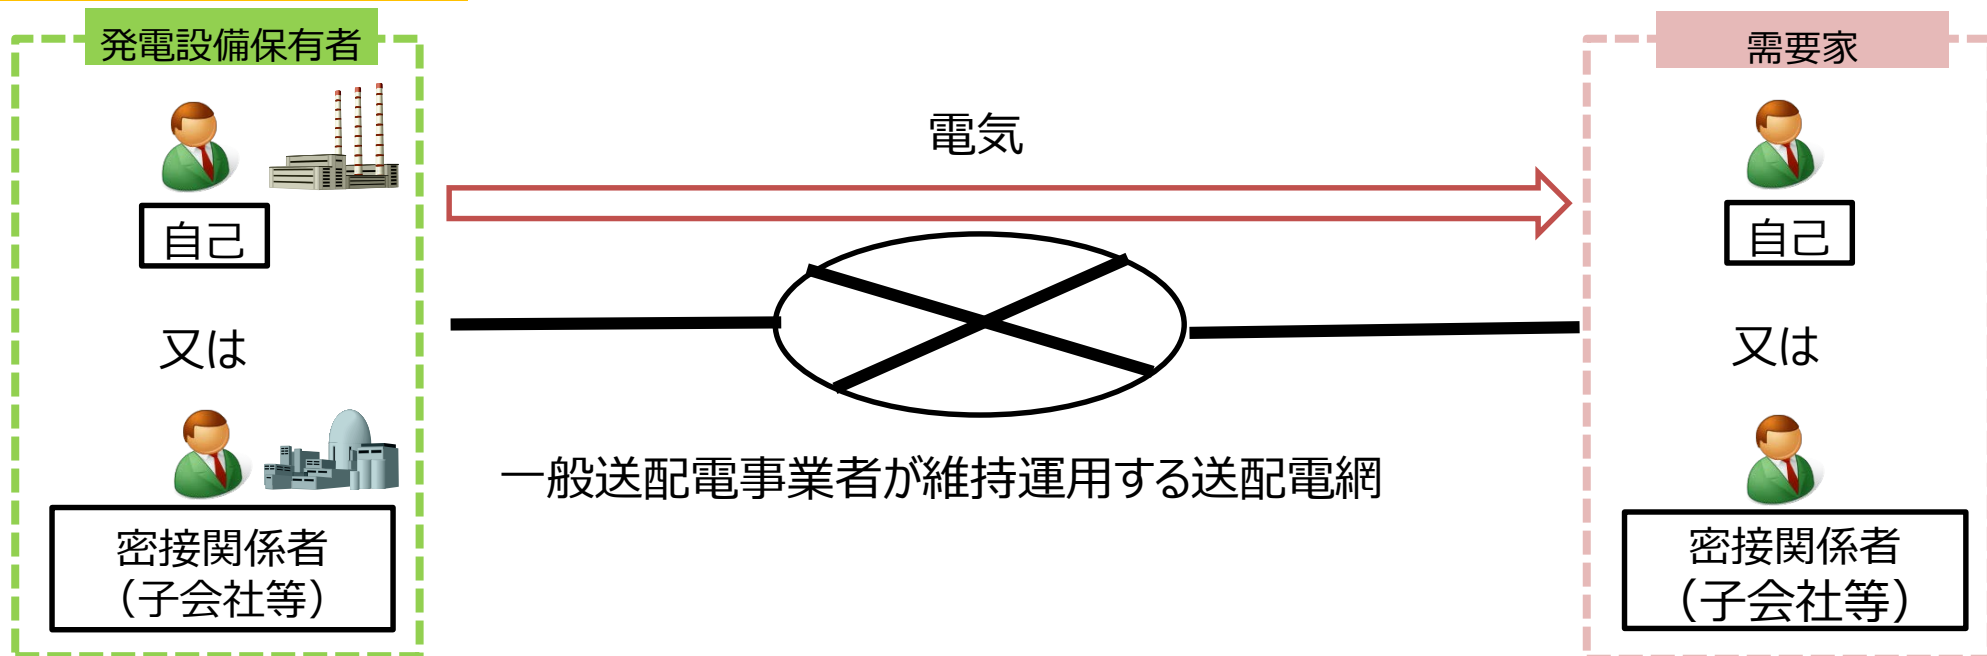 発電設備保有者
自己
又は
密接関係者
（子会社等）
電気
一般送配電事業者が維持運用する送配電網
需要家
自己
又は
密接関係者
（子会社等）